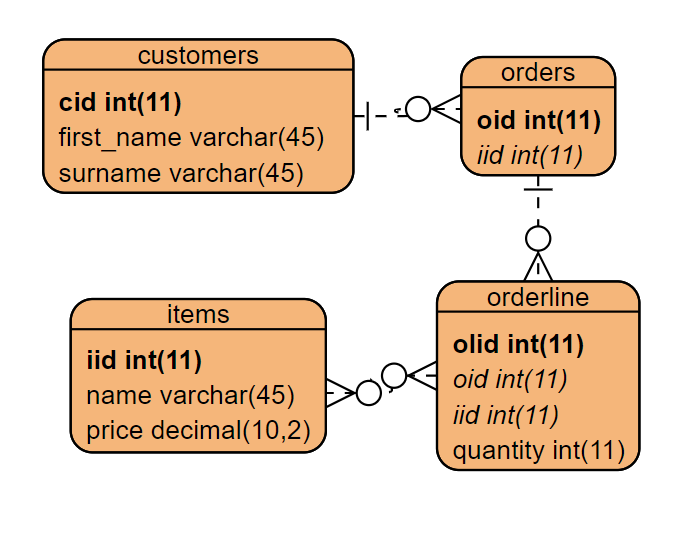 customers
cid int(11)
first_name varchar(45)
surname varchar(45)
orders
oid int(11)
iid int(11)
items
iid int(11)
name varchar(45)
price decimal(10,2)
orderline
olid int(11)
oid int(11)
iid int(11)
quantity int(11)